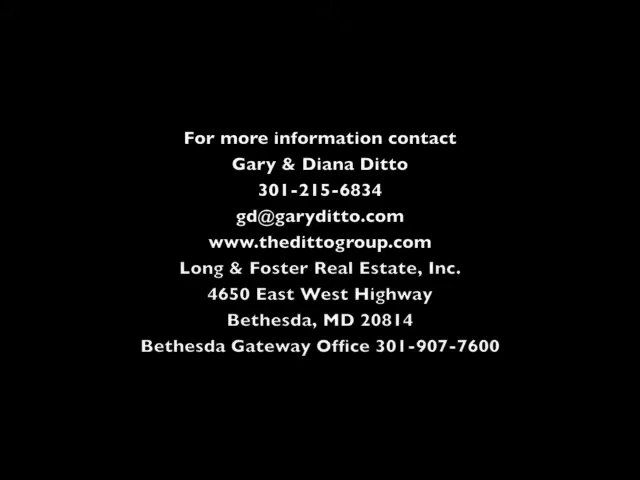 For more information contact
Gary & Diana Ditto
301-215-6834
gd@garyditto.com
www.thedittogroup.com
Long & Foster Real Estate, Inc.
4650 East West Highway
Bethesda, MD 20814
Bethesda Gateway Office 301-907-7600